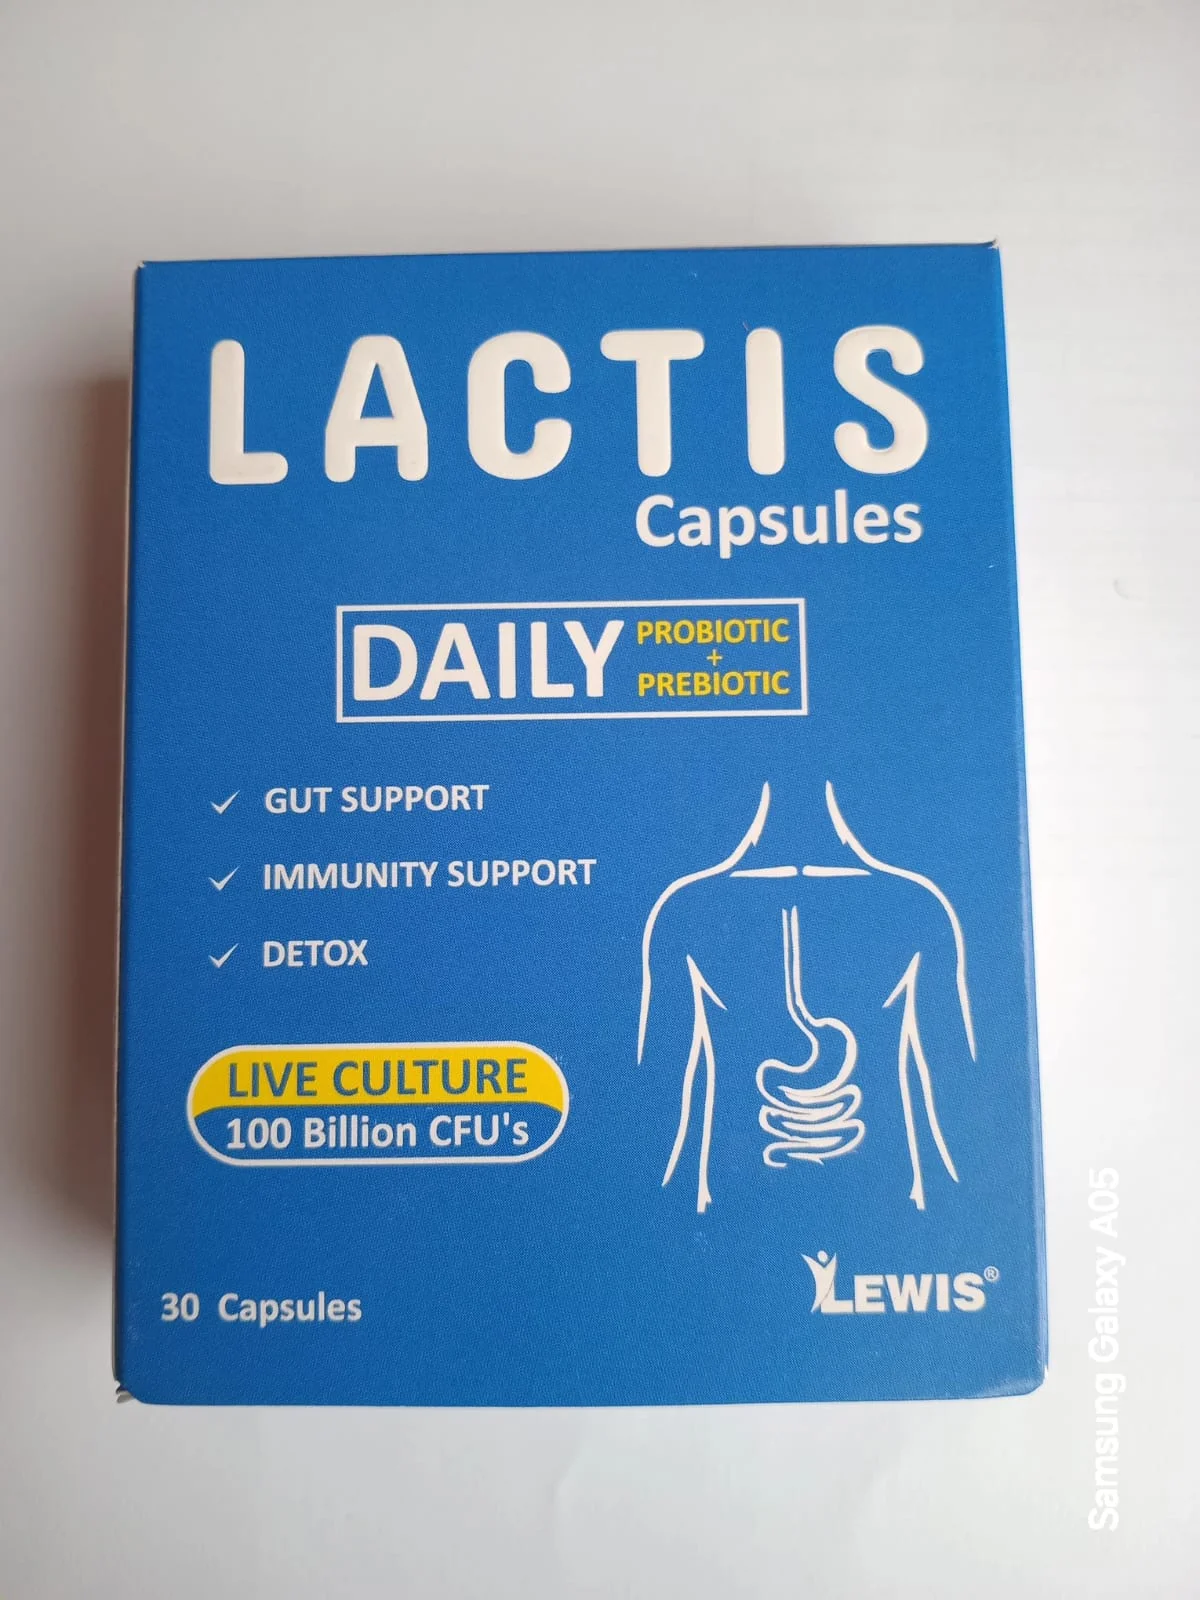 LACTIS
Capsules
DAILY PROBIOTIC
+
PREBIOTIC
✓ GUT SUPPORT
✓ IMMUNITY SUPPORT
✓ DETOX
LIVE CULTURE
100 Billion CFU's
30 Capsules
LEWIS®
Samsung Galaxy A05